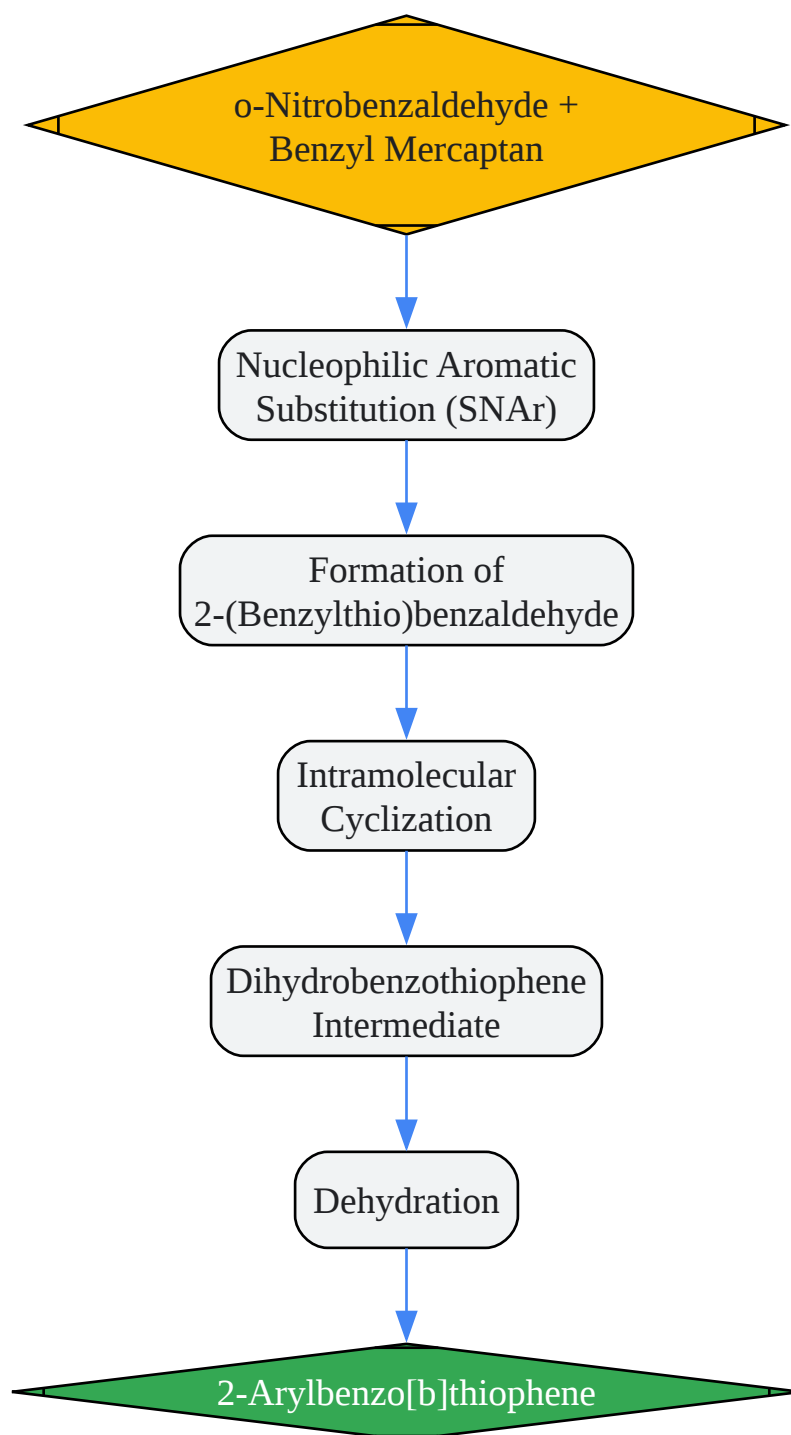 o-Nitrobenzaldehyde +
Benzyl Mercaptan
Nucleophilic Aromatic
Substitution (SNAr)
Formation of
2-(Benzylthio)benzaldehyde
Intramolecular
Cyclization
Dihydrobenzothiophene
Intermediate
Dehydration
2-Arylbenzo[b]thiophene